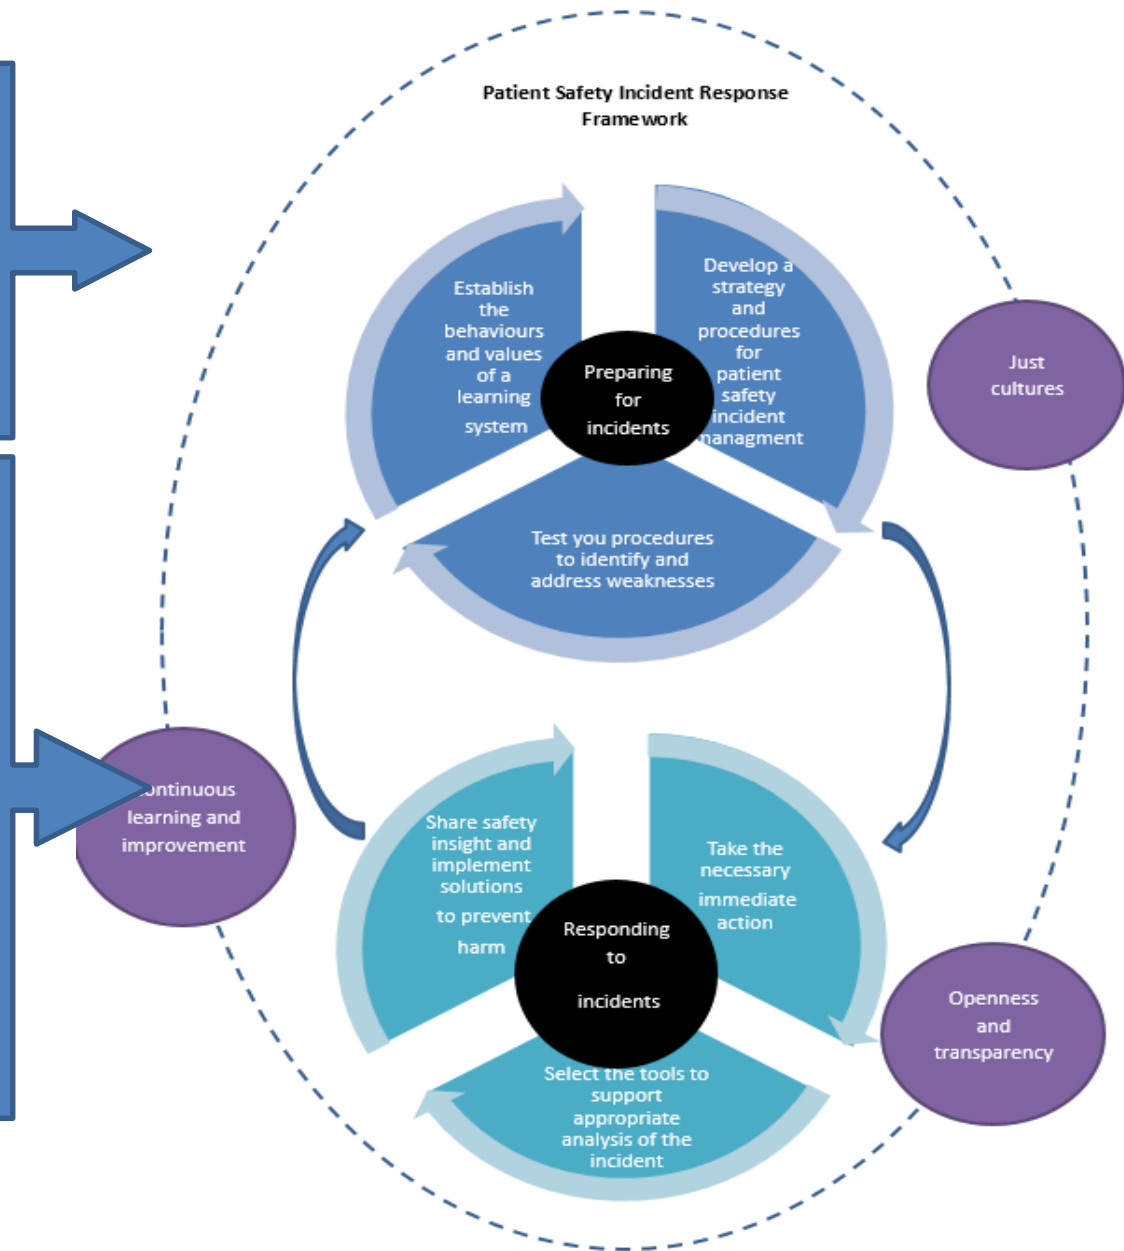 Patient Safety Incident Response
Framework
Establish
the
behaviours
and values
of a
learning
system
Develop a
strategy
and
procedures
for
patient
safety
incident
managment
Preparing
for
incidents
Test you procedures
to identify and
address weaknesses
Just
cultures
Continuous
learning and
improvement
Share safety
insight and
implement
solutions
to prevent
harm
Take the
necessary
immediate
action
Responding
to
incidents
Select the tools to
support
appropriate
analysis of the
incident
Openness
and
transparency